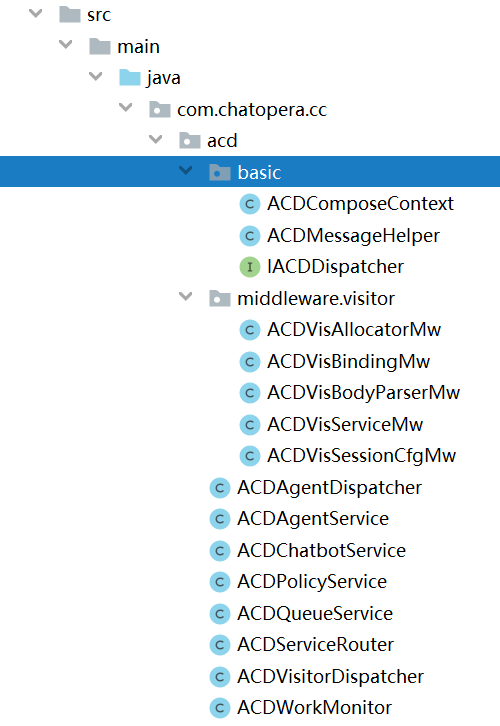 src
main
java
com.chatopera.cc
acd
basic
C ACDComposeContext
C ACDMessageHelper
I IACDDispatcher
middleware.visitor
C ACDVisAllocatorMw
C ACDVisBindingMw
C ACDVisBodyParserMw
C ACDVisServiceMw
C ACDVisSessionCfgMw
C ACDAgentDispatcher
C ACDAgentService
C ACDChatbotService
C ACDPolicyService
C ACDQueueService
C ACDServiceRouter
C ACDVisitorDispatcher
C ACDWorkMonitor